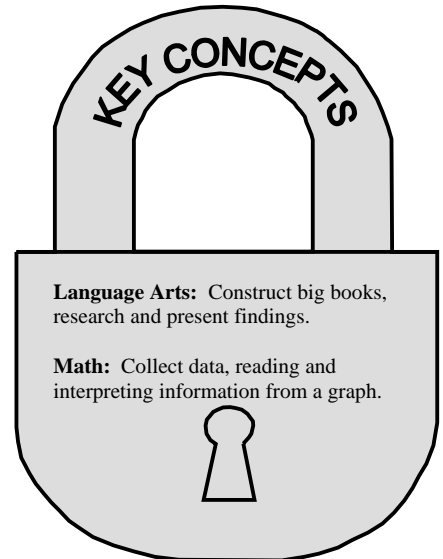 KEY CONCEPTS
Language Arts: Construct big books,
research and present findings.
Math: Collect data, reading and
interpreting information from a graph.